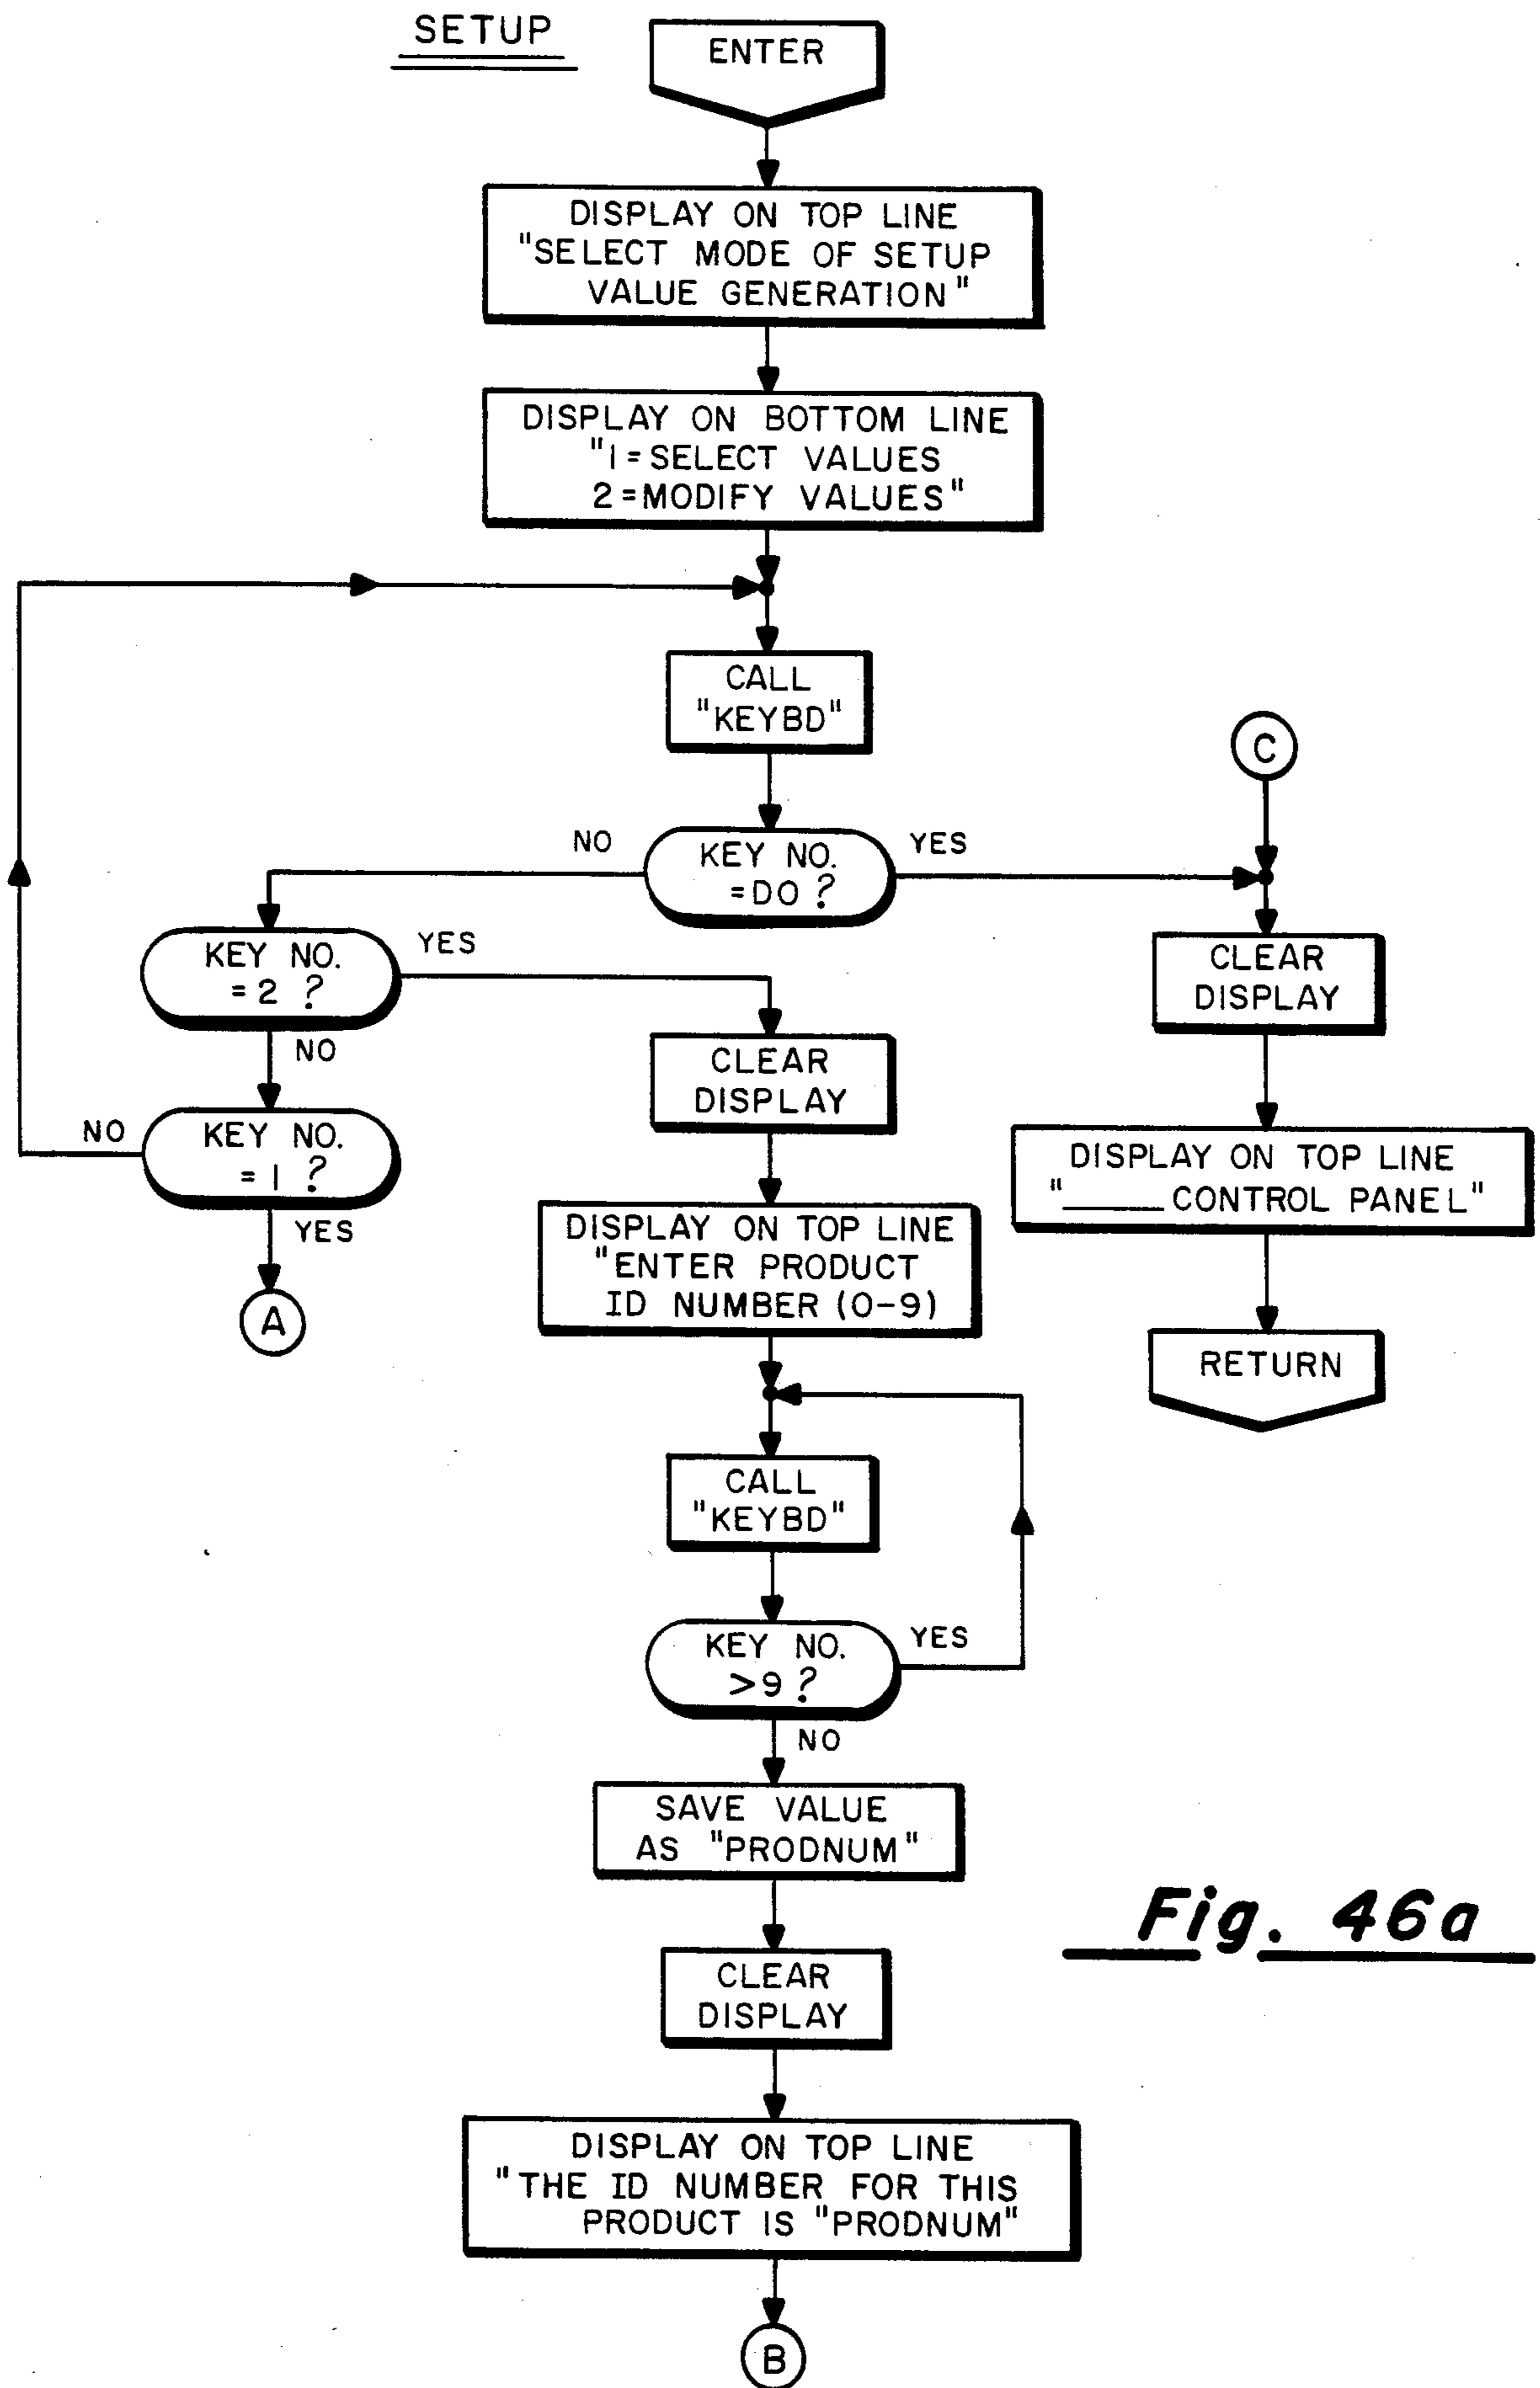 SETUP
ENTER
DISPLAY ON TOP LINE
"SELECT MODE OF SETUP
VALUE GENERATION"
DISPLAY ON BOTTOM LINE
"1=SELECT VALUES
2=MODIFY VALUES"
CALL
"KEYBD"
C
NO
KEY NO.
=DO ?
YES
KEY NO.
=2 ?
YES
NO
CLEAR
DISPLAY
CLEAR
DISPLAY
NO
KEY NO.
=1 ?
YES
A
DISPLAY ON TOP LINE
"____ CONTROL PANEL"
DISPLAY ON TOP LINE
"ENTER PRODUCT
ID NUMBER (0-9)
RETURN
CALL
"KEYBD"
KEY NO.
>9 ?
YES
NO
SAVE VALUE
AS "PRODNUM"
Fig. 46a
CLEAR
DISPLAY
DISPLAY ON TOP LINE
"THE ID NUMBER FOR THIS
PRODUCT IS "PRODNUM"
B